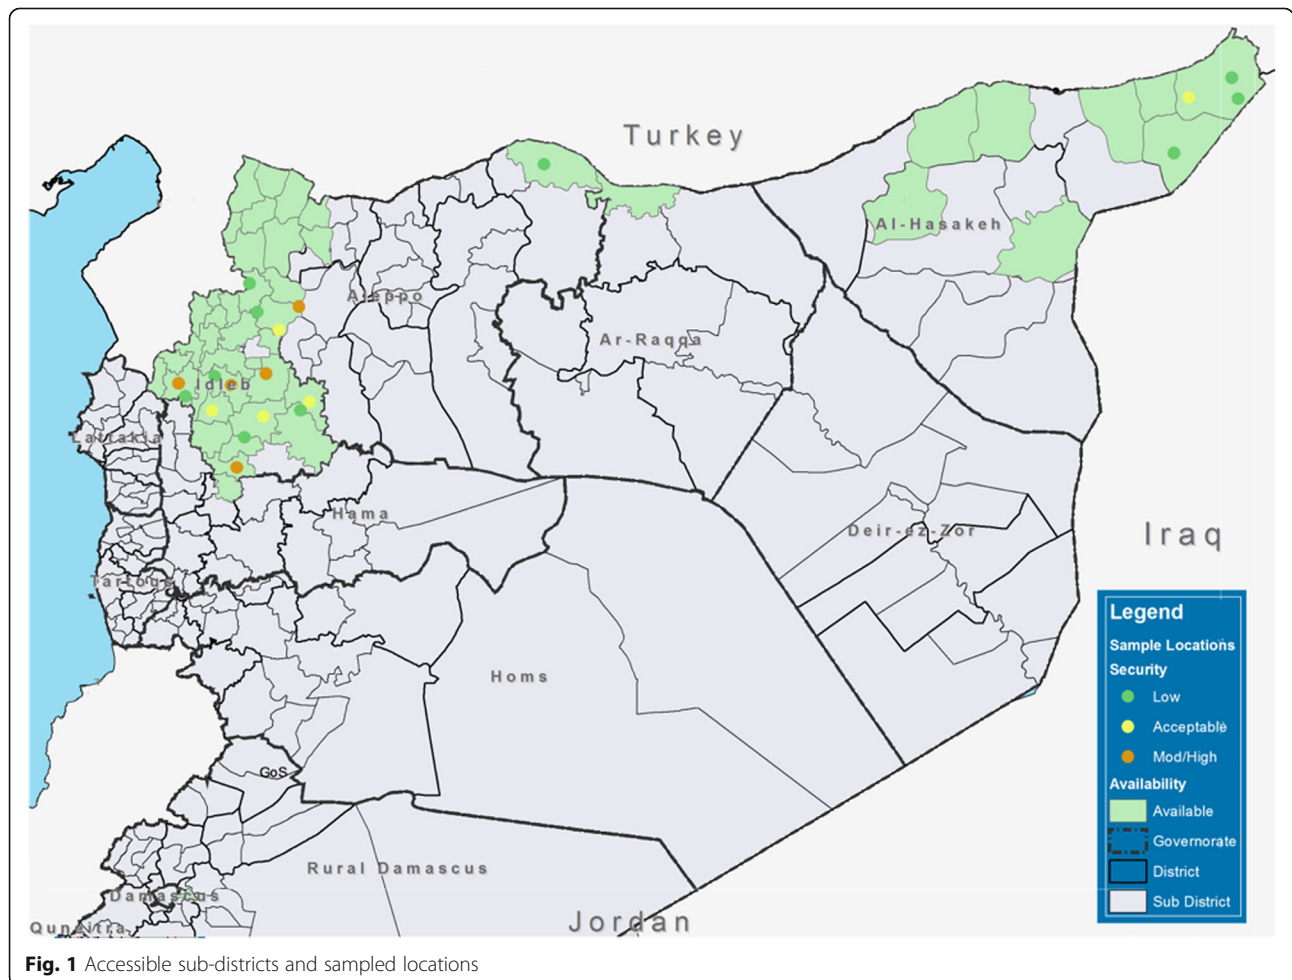 Turkey
Al-Hasakeh
Aleppo
Ar-Raqqa
Idleb
Lattakia
Hama
Deir-ez-Zor
Iraq
Tartous
Homs
GoS
Rural Damascus
Damascus
Quneitra
Jordan
Legend
Sample Locations
Security
Low
Acceptable
Mod/High
Availability
Available
Governorate
District
Sub District
Fig. 1 Accessible sub-districts and sampled locations